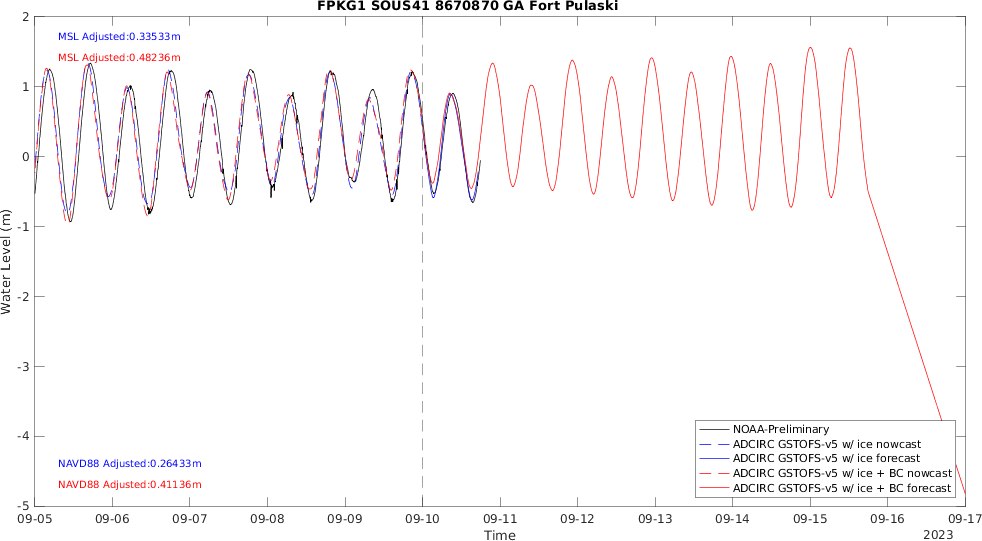 FPKG1 SOUS41 8670870 GA Fort Pulaski
MSL Adjusted:0.33533m
MSL Adjusted:0.48236m
2
1
0
-1
-2
-3
-4
-5
Water Level (m)
NAVD88 Adjusted:0.26433m
NAVD88 Adjusted:0.41136m
NOAA-Preliminary
ADCIRC GSTOFS-v5 w/ ice nowcast
ADCIRC GSTOFS-v5 w/ ice forecast
ADCIRC GSTOFS-v5 w/ ice + BC nowcast
ADCIRC GSTOFS-v5 w/ ice + BC forecast
09-05 09-06 09-07 09-08 09-09 09-10 09-11 09-12 09-13 09-14 09-15 09-16 09-17
Time
2023